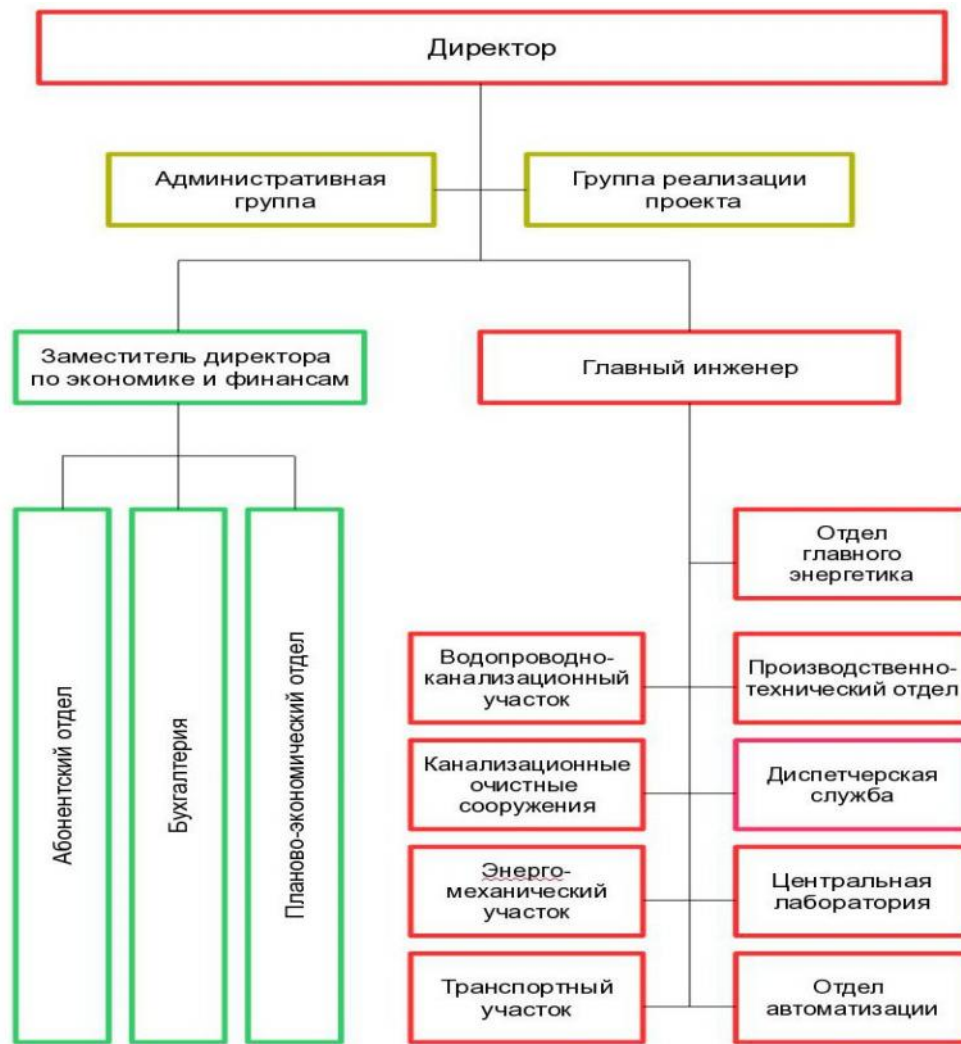 Директор
Административная
группа
Группа реализации
проекта
Заместитель директора
по экономике и финансам
Главный инженер
Абонентский отдел
Бухгалтерия
Планово-экономический отдел
Отдел
главного
энергетика
Водопроводно-
канализационный
участок
Производственно-
технический отдел
Канализационные
очистные
сооружения
Диспетчерская
служба
Энерго-
механический
участок
Центральная
лаборатория
Транспортный
участок
Отдел
автоматизации